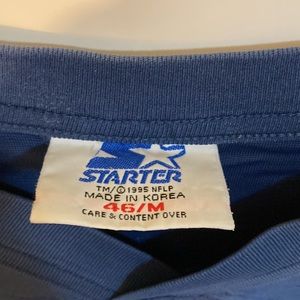 STARTER
TM/©1995 NFLP
MADE IN KOREA
46/M
CARE & CONTENT OVER